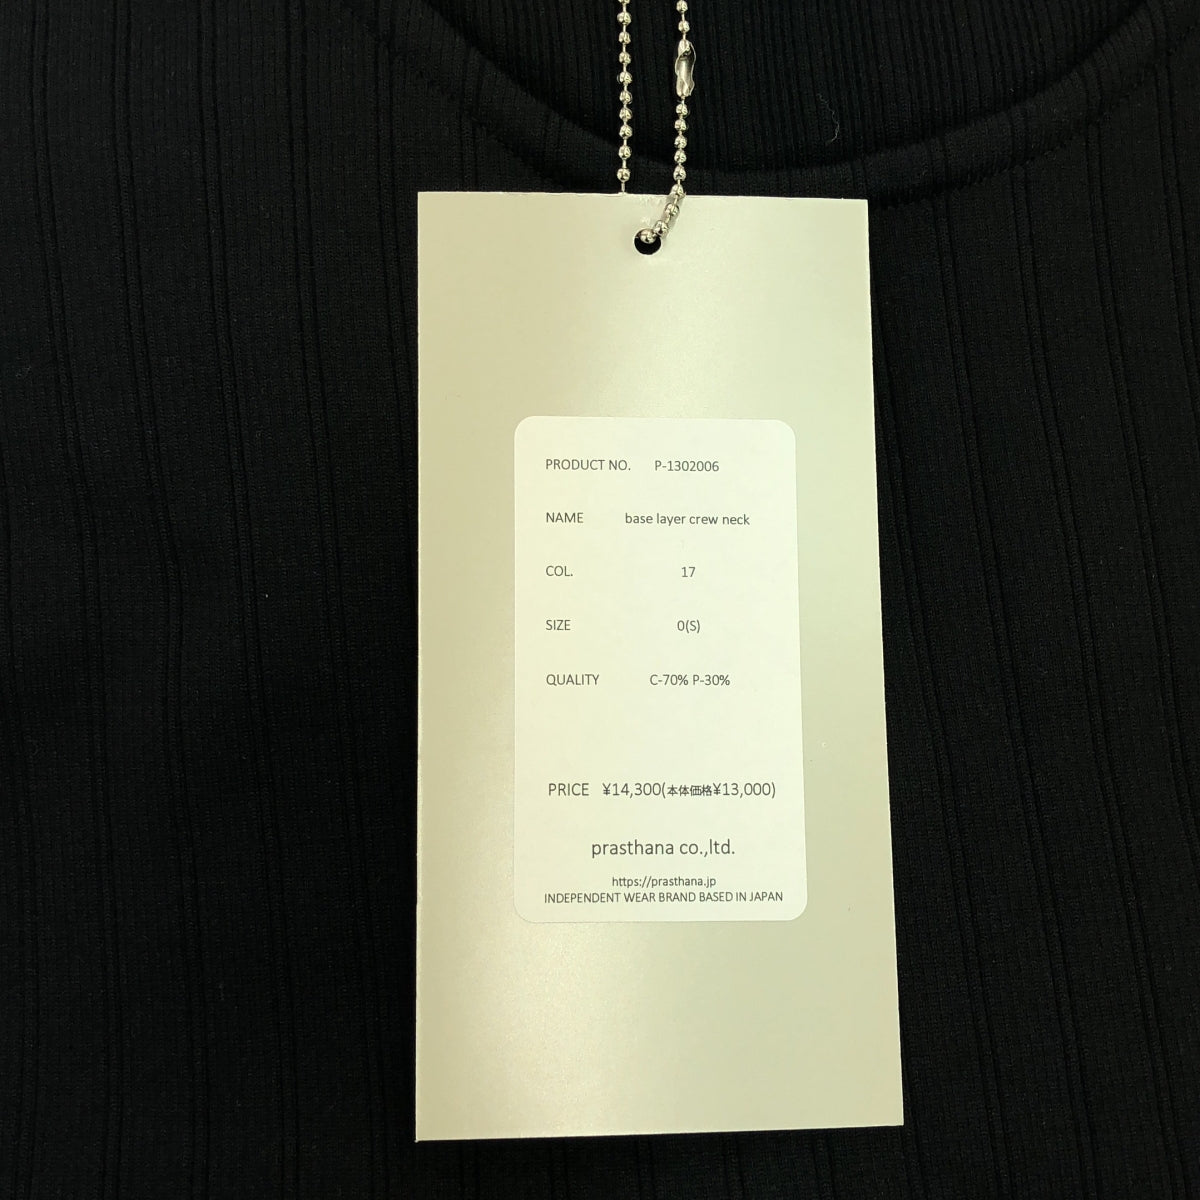 PRODUCT NO. P-1302006
NAME base layer crew neck
COL. 17
SIZE 0(S)
QUALITY C-70% P-30%
PRICE ¥14,300(本体価格¥13,000)
prasthana co.,ltd.
https://prasthana.jp
INDEPENDENT WEAR BRAND BASED IN JAPAN